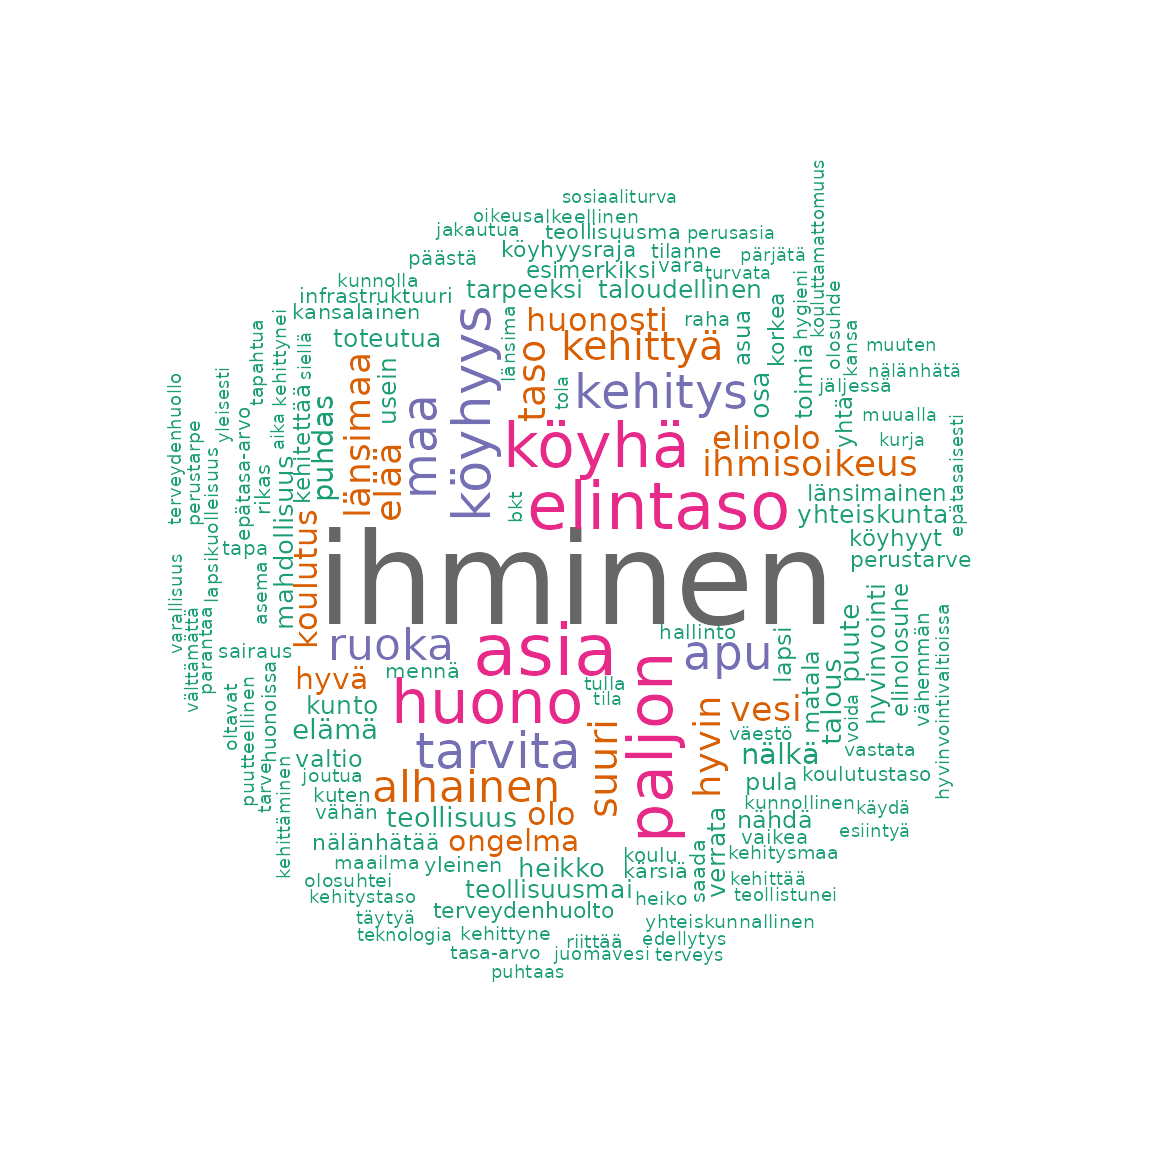 sosiaaliturva
oikeus
alkeellinen
jakautua
teollisuusma
perusasia
köyhyysraja
tilanne
pärjätä
päästä
esimerkiksi
vara
turvata
kouluttamattomuus
kunnolla
infrastruktuuri
tarpeeksi
taloudellinen
hygieni
olosuhde
kansalainen
länsima
huonosti
raha
asua
korkea
kansa
toteutua
köyhyys
kehittyä
taso
muuten
tapahtua
kehittynei
siellä
usein
länsimaa
maa
tola
kehitys
osa
toimia
jäljessä
nälänhätä
terveydenhuollo
yleisesti
aika
kehitettää
puhdas
elää
köyhä
elinolo
yhtä
muualla
kurja
perustarpe
epätasa-arvo
rikas
mahdollisuus
ihmisoikeus
epätasaisesti
lapsikuolleisuus
bkt
elintaso
länsimainen
yhteiskunta
tapa
koulutus
ihminen
köyhyyt
perustarve
varallisuus
asema
välttämättä
parantaa
sairaus
ruoka
mennä
asia
hallinto
apu
lapsi
puute
hyvinvointi
elinolosuhe
vähemmän
hyvinvointivaltioissa
hyvä
huono
tulla
tila
paljon
matala
talous
voida
oltavat
puutteellinen
huonoissa
tarve
kunto
elämä
tarvita
suuri
hyvin
vesi
väestö
nälkä
vastata
valtio
joutua
kehittäminen
alhainen
pula
koulutustaso
kuten
vähän
teollisuus
olo
kunnollinen
käydä
nähdä
esiintyä
nälänhätää
ongelma
verrata
vaikea
maailma
yleinen
heikko
koulu
kärsiä
saada
kehitysmaa
olosuhtei
kehitystaso
teollisuusmai
heiko
kehittää
teollistunei
täytyä
terveydenhuolto
yhteiskunnallinen
teknologia
kehittyne
riittää
edellytys
tasa-arvo
juomavesi
terveys
puhtaas